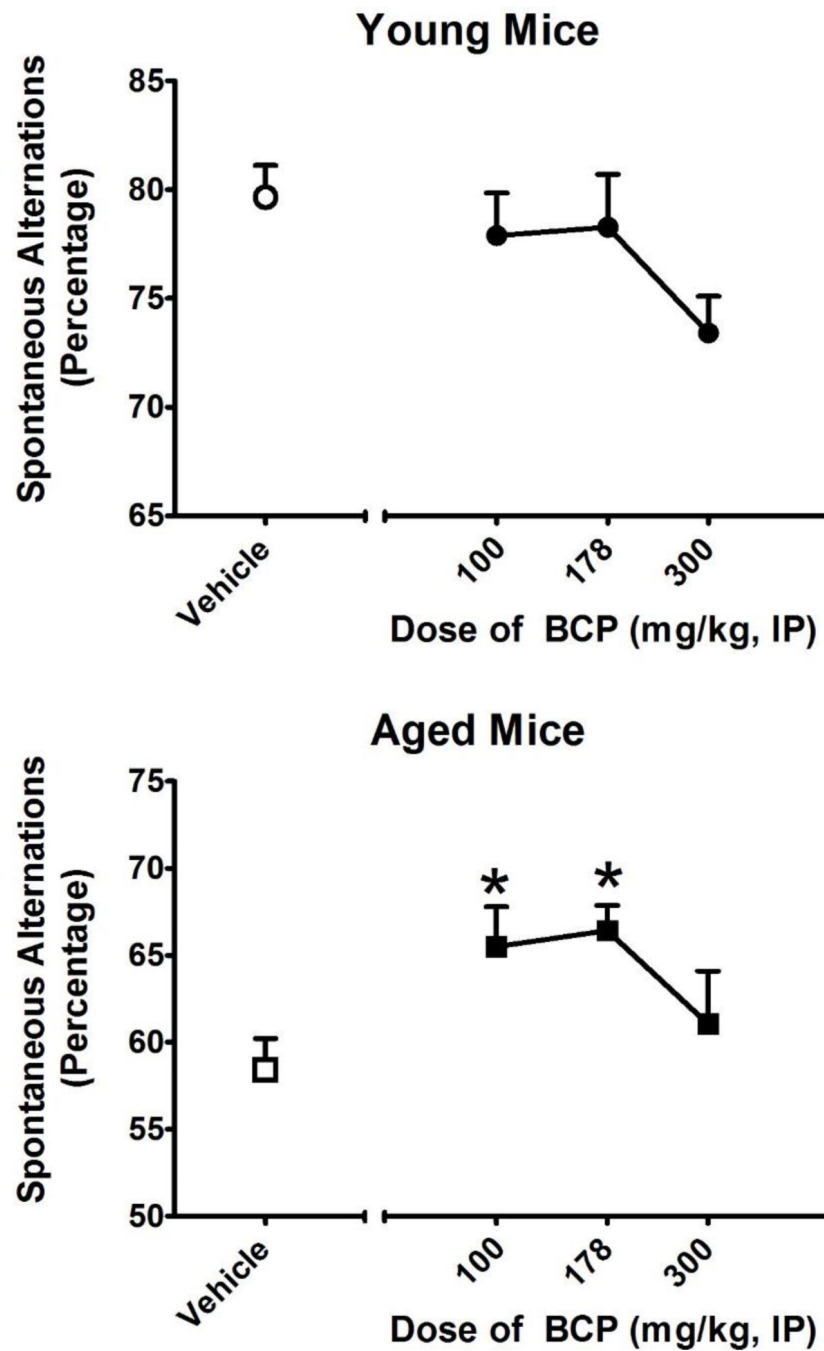 Young Mice
Spontaneous Alternations
(Percentage)
85
80
75
70
65
Vehicle
100
178
300
Dose of BCP (mg/kg, IP)
Aged Mice
Spontaneous Alternations
(Percentage)
75
70
65
60
55
50
*
*
Vehicle
100
178
300
Dose of BCP (mg/kg, IP)